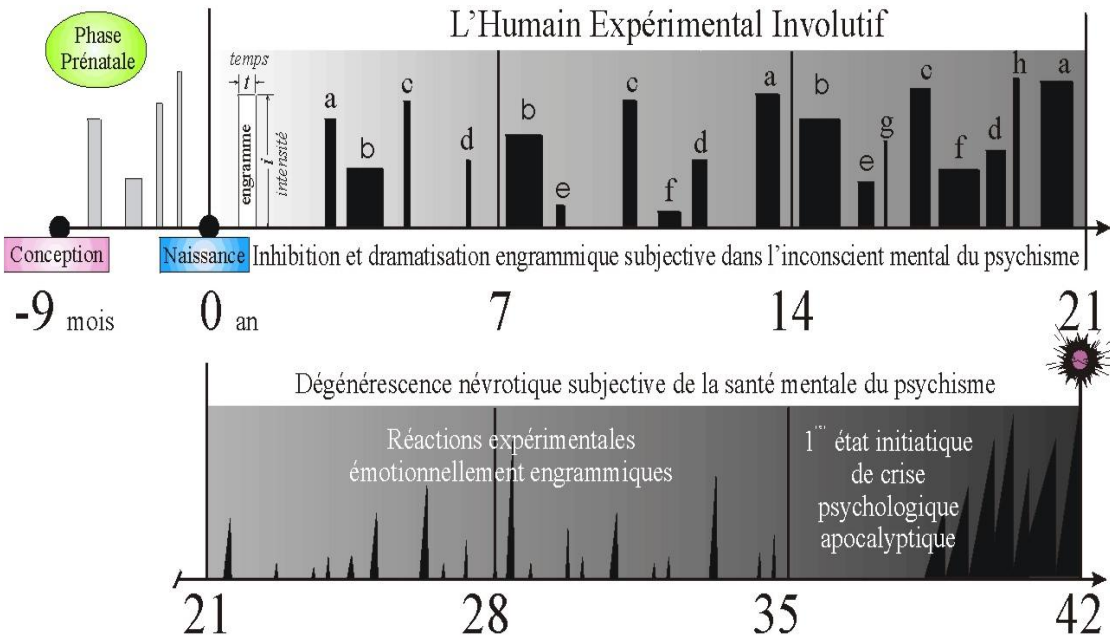 L’Humain Expérimental Involutif
Phase
Prénatale
temps
t
engramme
i
intensité
a
b
c
d
b
e
c
f
d
a
b
e
g
c
f
d
h
a
Conception
Naissance
Inhibition et dramatisation engrammique subjective dans l’inconscient mental du psychisme
-9 mois
0 an
7
14
21
Dégénérescence névrotique subjective de la santé mentale du psychisme
Réactions expérimentales
émotionnellement engrammiques
état initiatique
de crise
psychologique
apocalyptique
21
28
35
42